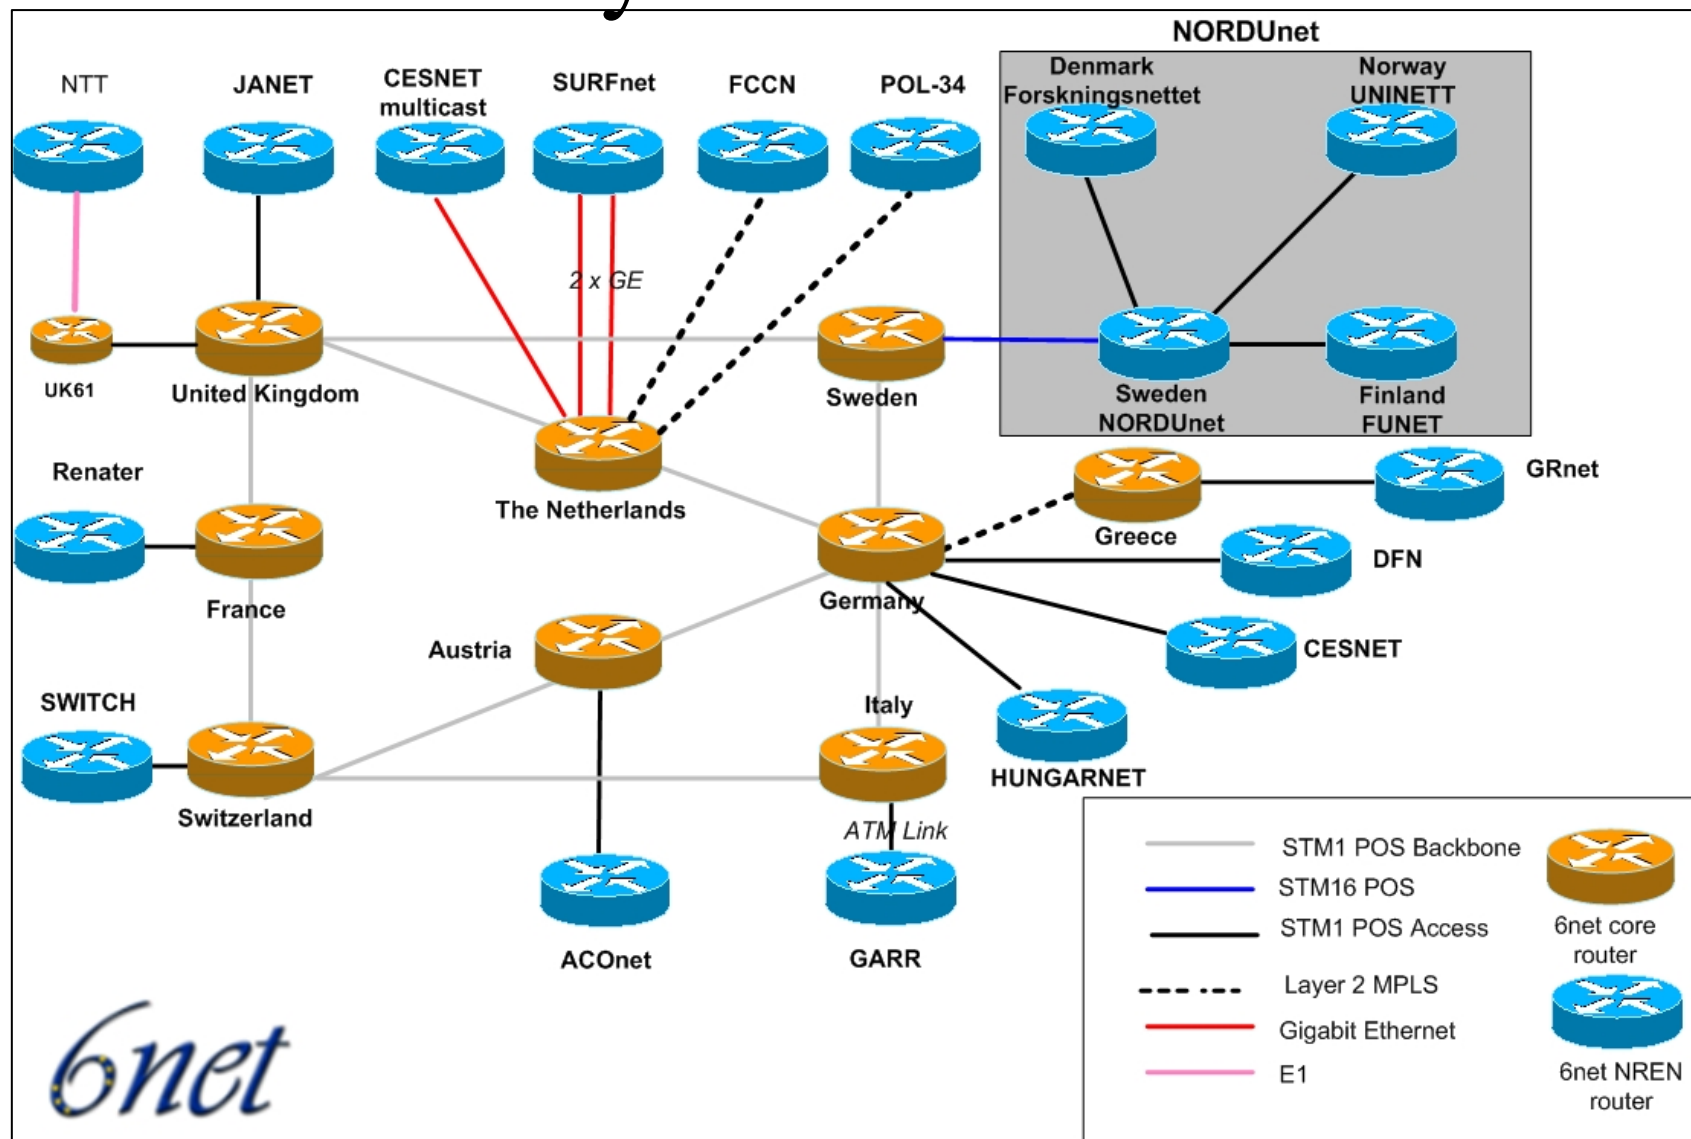 NORDUnet
NTT
JANET
CESNET
multicast
SURFnet
FCCN
POL-34
Denmark
Forskningsnettet
Norway
UNINETT
2 x GE
UK61
United Kingdom
Sweden
Sweden
NORDUnet
Finland
FUNET
Renater
The Netherlands
Greece
GRnet
DFN
France
Germany
Austria
CESNET
SWITCH
Italy
HUNGARNET
Switzerland
ATM Link
ACOnet
GARR
STM1 POS Backbone
STM16 POS
STM1 POS Access
Layer 2 MPLS
Gigabit Ethernet
E1
6net core
router
6net NREN
router
6net